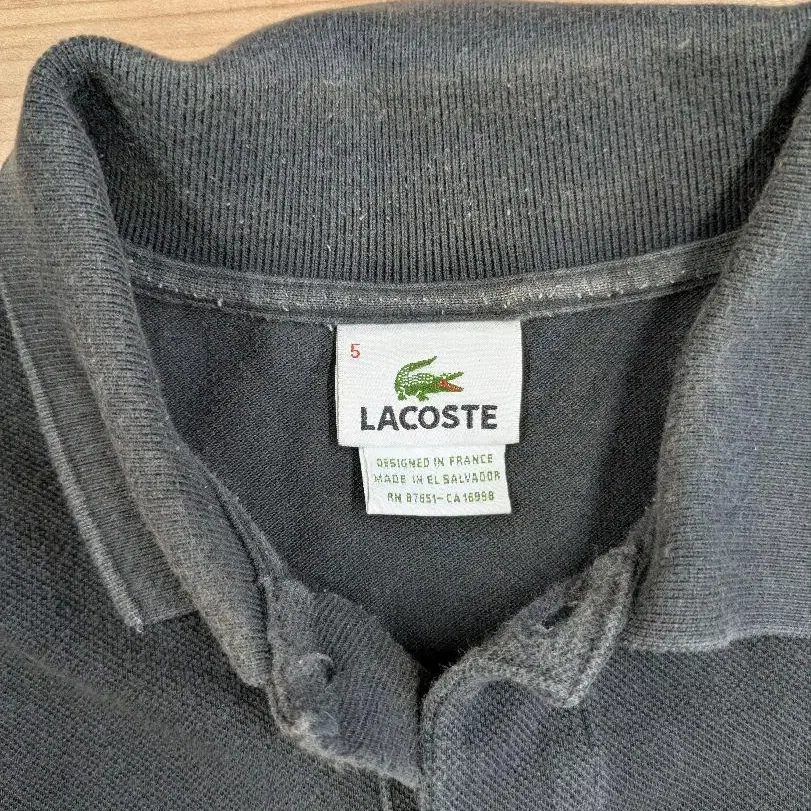 5
LACOSTE
DESIGNED IN FRANCE
MADE IN EL SALVADOR
RN 87651-CA 16998